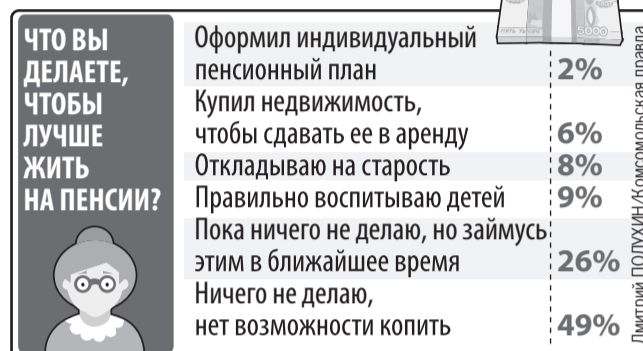 ЧТО ВЫ
ДЕЛАЕТЕ,
ЧТОБЫ
ЛУЧШЕ
ЖИТЬ
НА ПЕНСИИ?
Оформил индивидуальный
пенсионный план 2%
Купил недвижимость,
чтобы сдавать ее в аренду 6%
Откладываю на старость 8%
Правильно воспитываю детей 9%
Пока ничего не делаю, но займусь
этим в ближайшее время 26%
Ничего не делаю,
нет возможности копить 49%
5000
Дмитрий ПОЛУХИН/Комсомольская правда